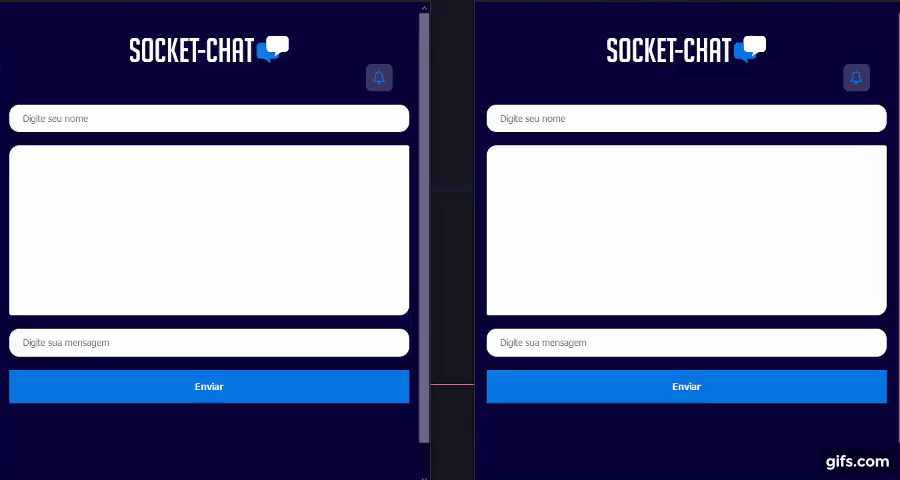 SOCKET-CHAT
Digite seu nome
Digite sua mensagem
Enviar
SOCKET-CHAT
Digite seu nome
Digite sua mensagem
Enviar
gifs.com